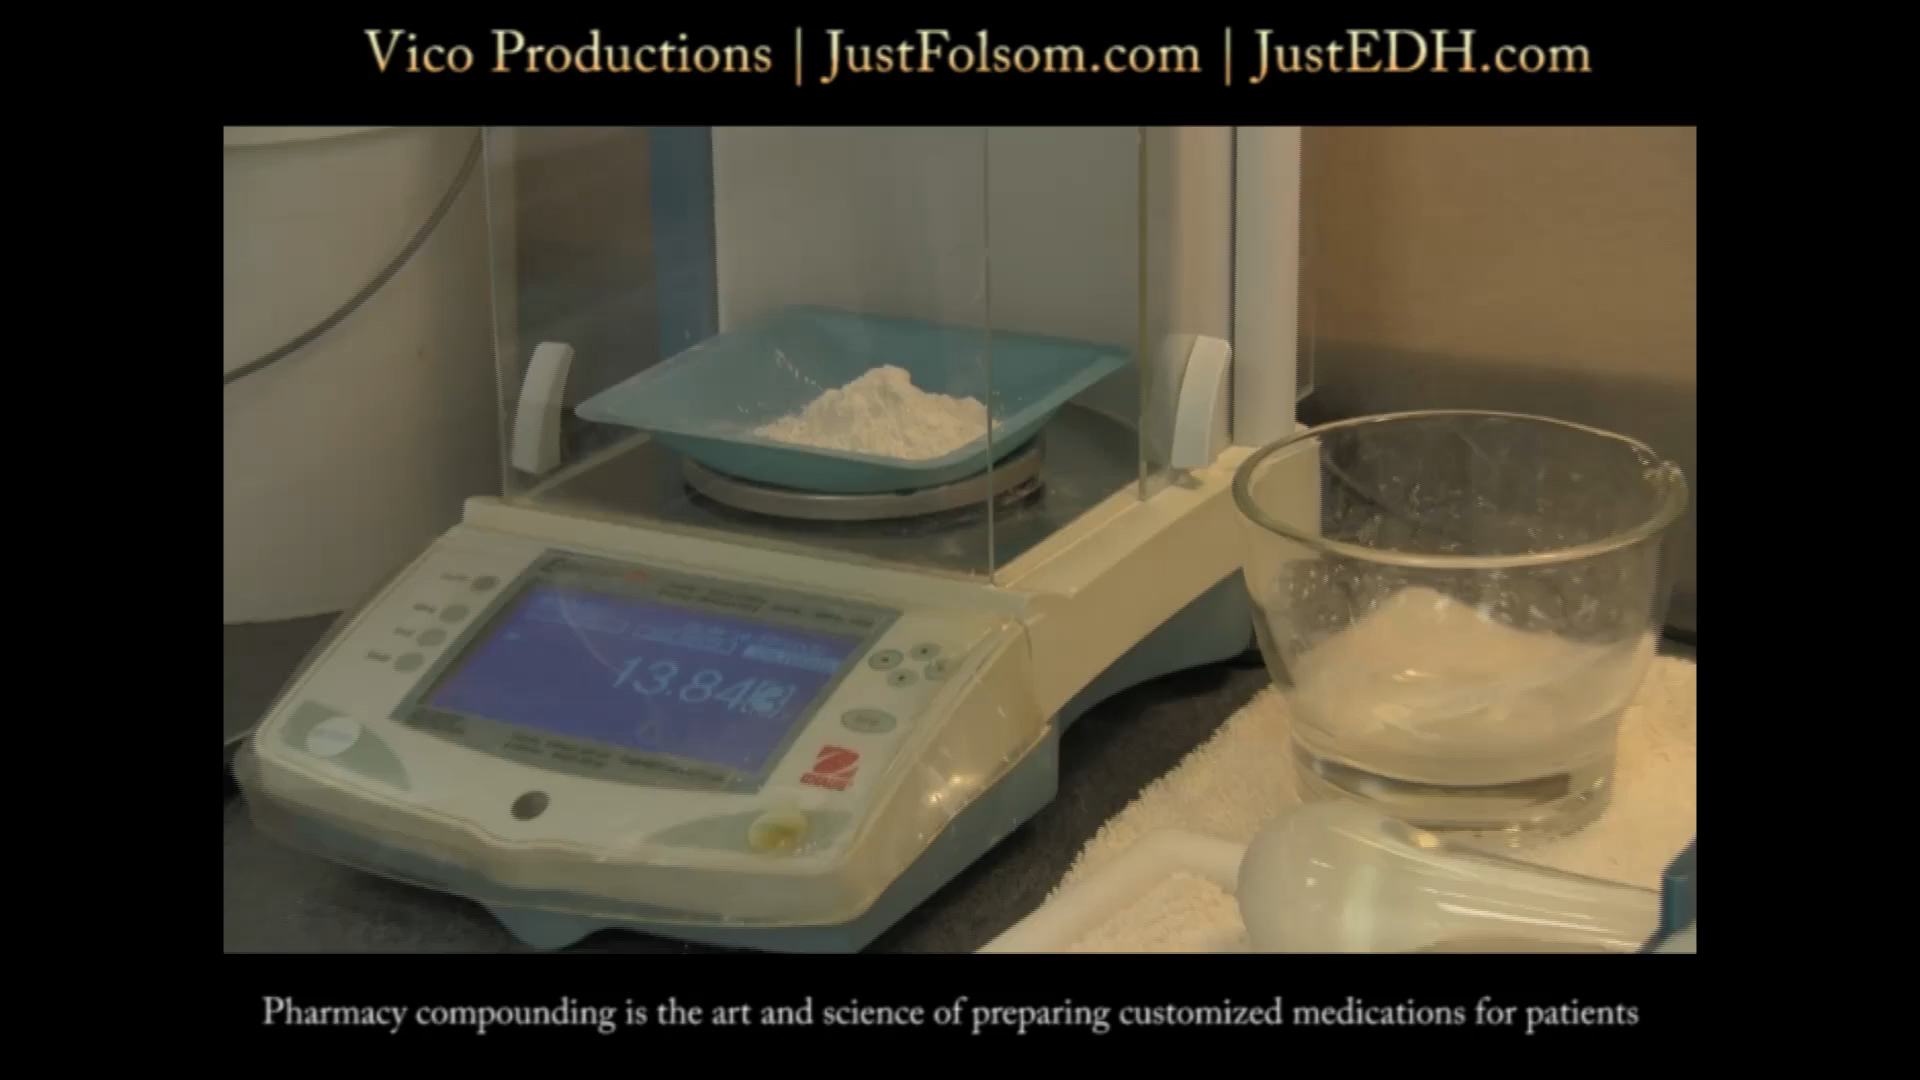 Vico Productions | JustFolsom.com | JustEDH.com
13.84
OHAUS
Pharmacy compounding is the art and science of preparing customized medications for patients